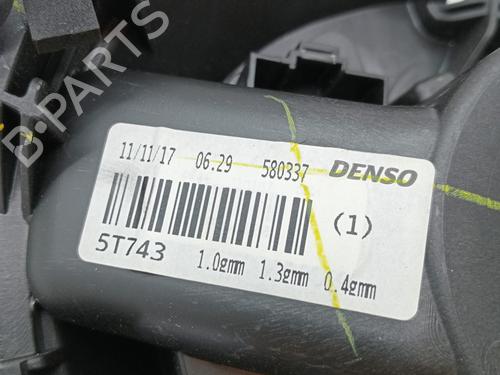 B-PARTS
11/11/17 06.29 580337 DENSO
(1)
5T743
1.0gmm 1.3gmm 0.4gmm